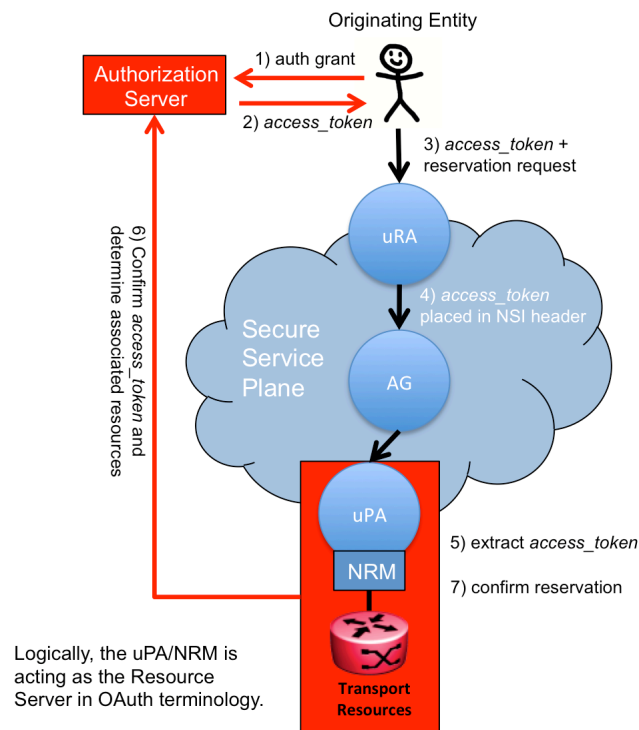 Originating Entity
Authorization
Server
1) auth grant
2) access_token
3) access_token +
reservation request
uRA
4) access_token
placed in NSI header
Secure
Service
Plane
AG
6) Confirm access_token and
determine associated resources
uPA
NRM
5) extract access_token
7) confirm reservation
Transport
Resources
Logically, the uPA/NRM is
acting as the Resource
Server in OAuth terminology.